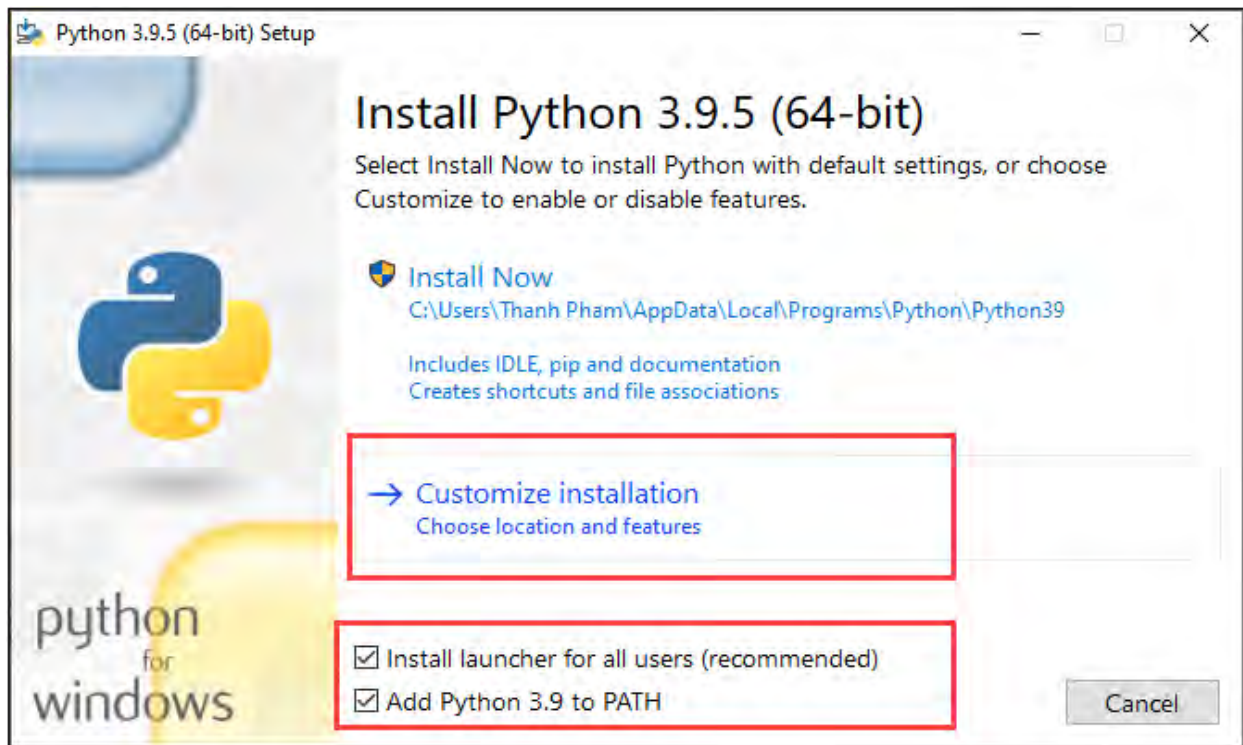 Python 3.9.5 (64-bit) Setup
Install Python 3.9.5 (64-bit)
Select Install Now to install Python with default settings, or choose
Customize to enable or disable features.
Install Now
C:\Users\Thanh Pham\AppData\Local\Programs\Python\Python39
Includes IDLE, pip and documentation
Creates shortcuts and file associations
Customize installation
Choose location and features
python
for
windows
Install launcher for all users (recommended)
Add Python 3.9 to PATH
Cancel